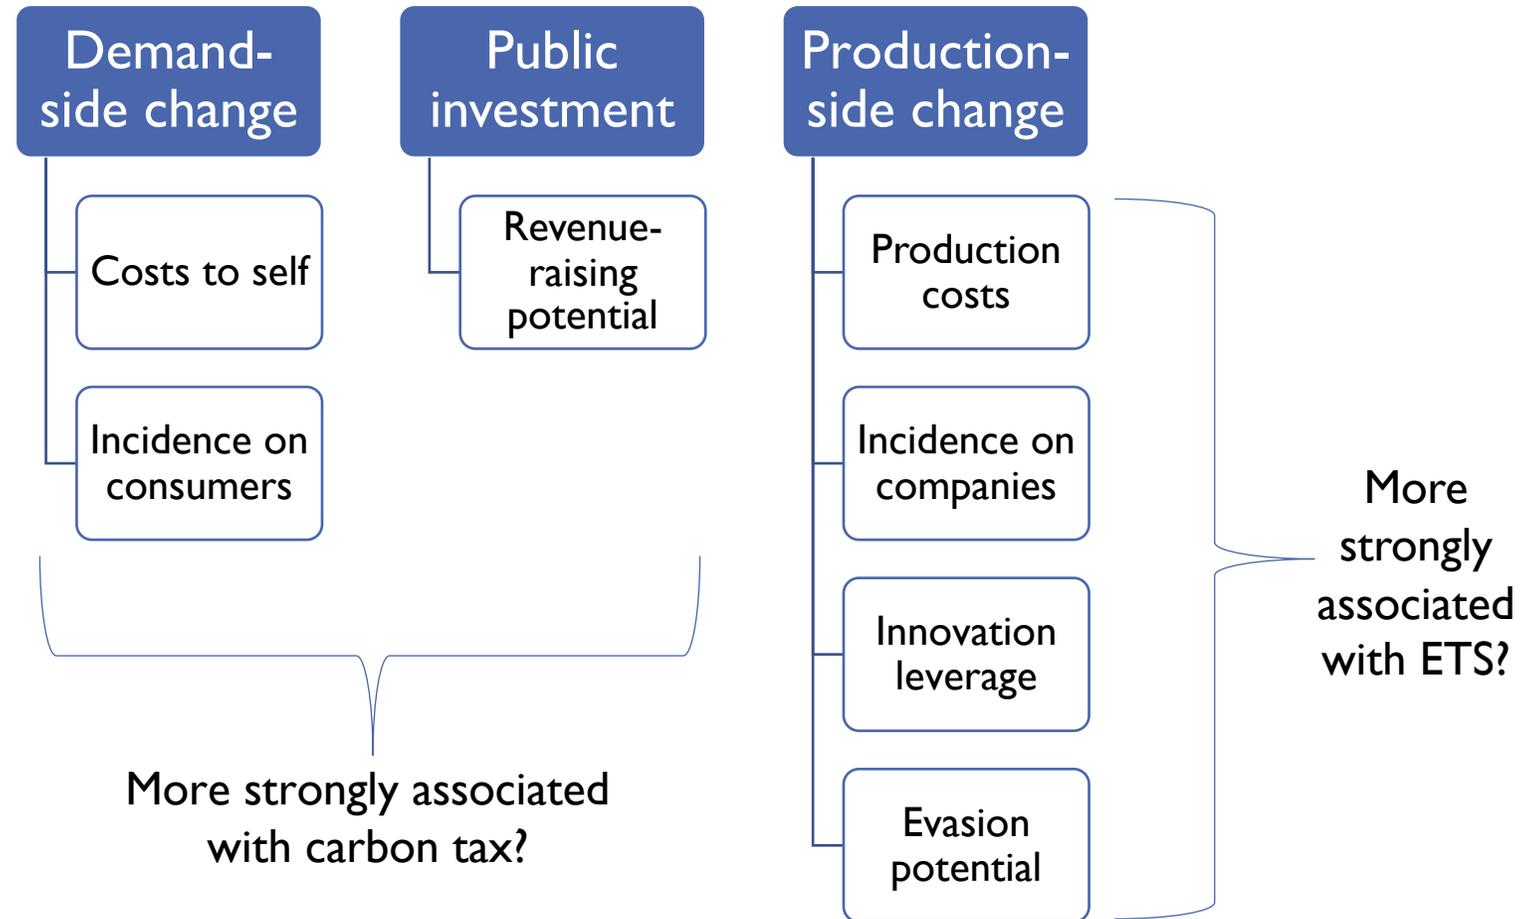 Demand-
side change
Costs to self
Incidence on
consumers
Public
investment
Revenue-
raising
potential
More strongly associated
with carbon tax?
Production-
side change
Production
costs
Incidence on
companies
Innovation
leverage
Evasion
potential
More
strongly
associated
with ETS?